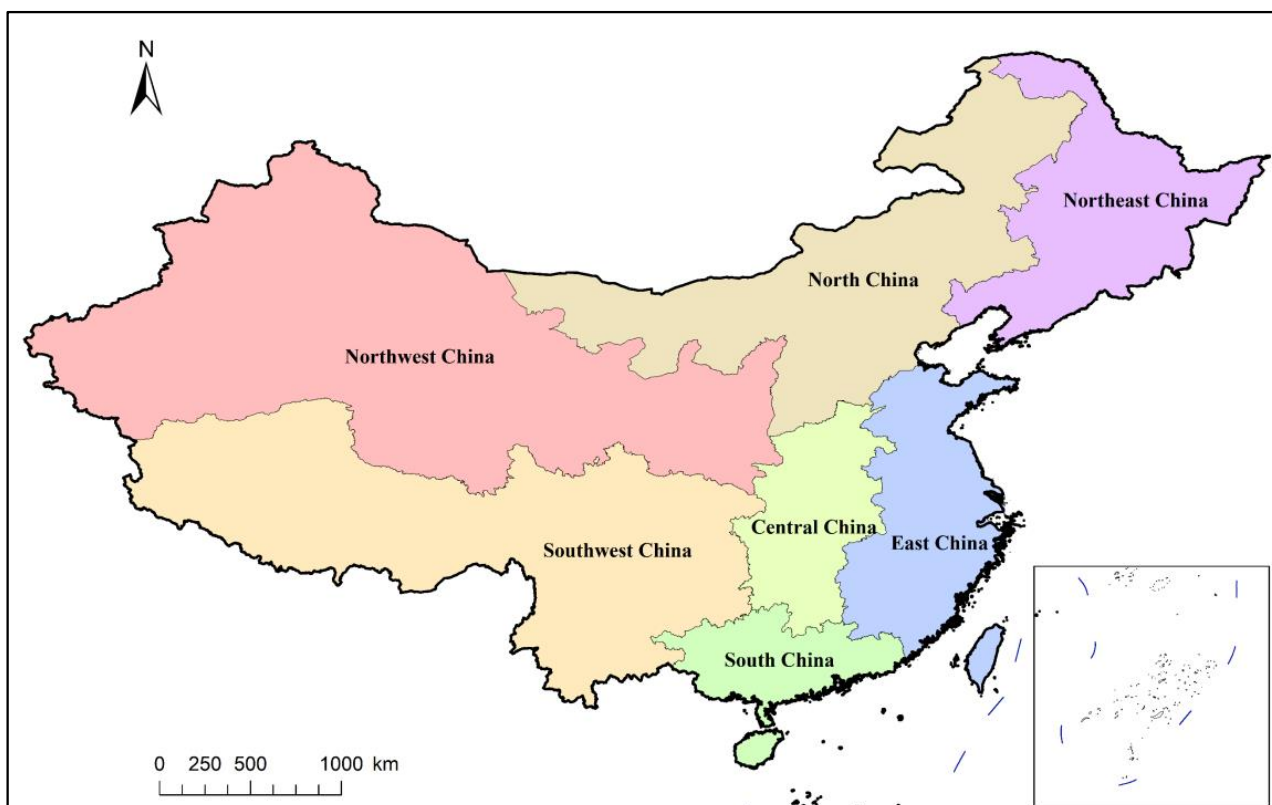 N
Northeast China
North China
Northwest China
Central China
East China
Southwest China
South China
0 250 500 1000 km